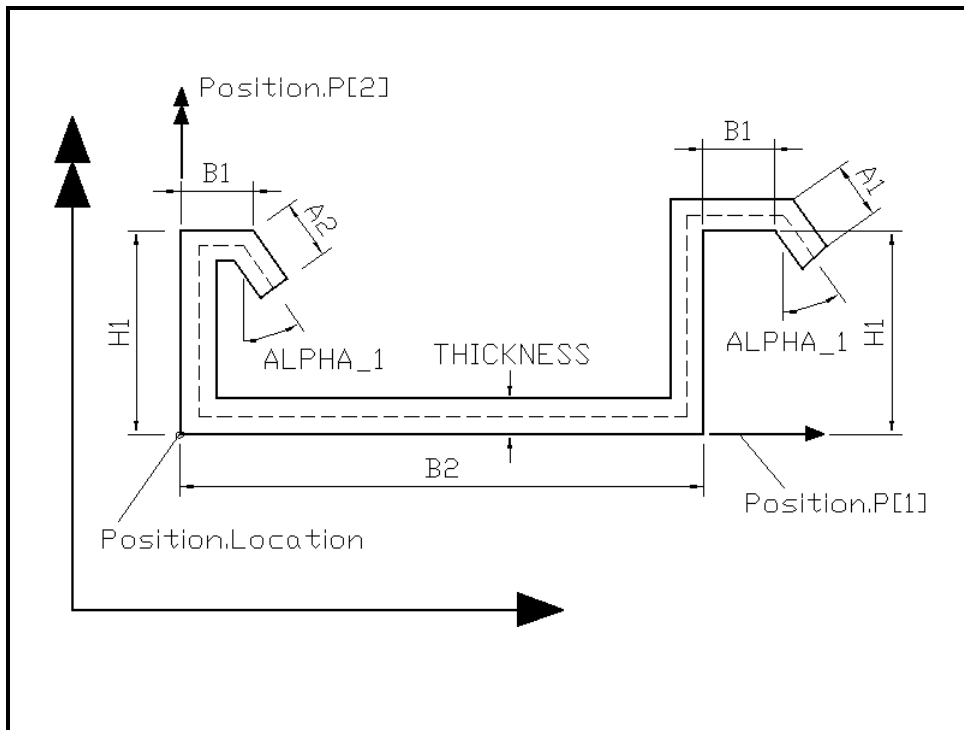 Position.P[2]
B1
B1
A2
A1
H1
ALPHA_1
THICKNESS
ALPHA_1
H1
B2
Position.P[1]
Position.Location